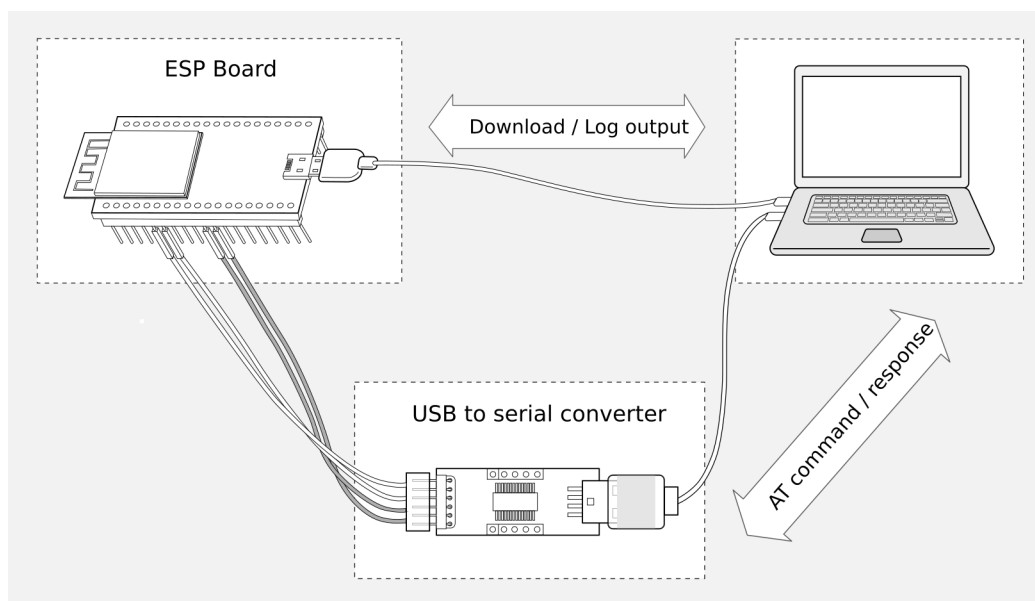 ESP Board
Download / Log output
USB to serial converter
AT command / response